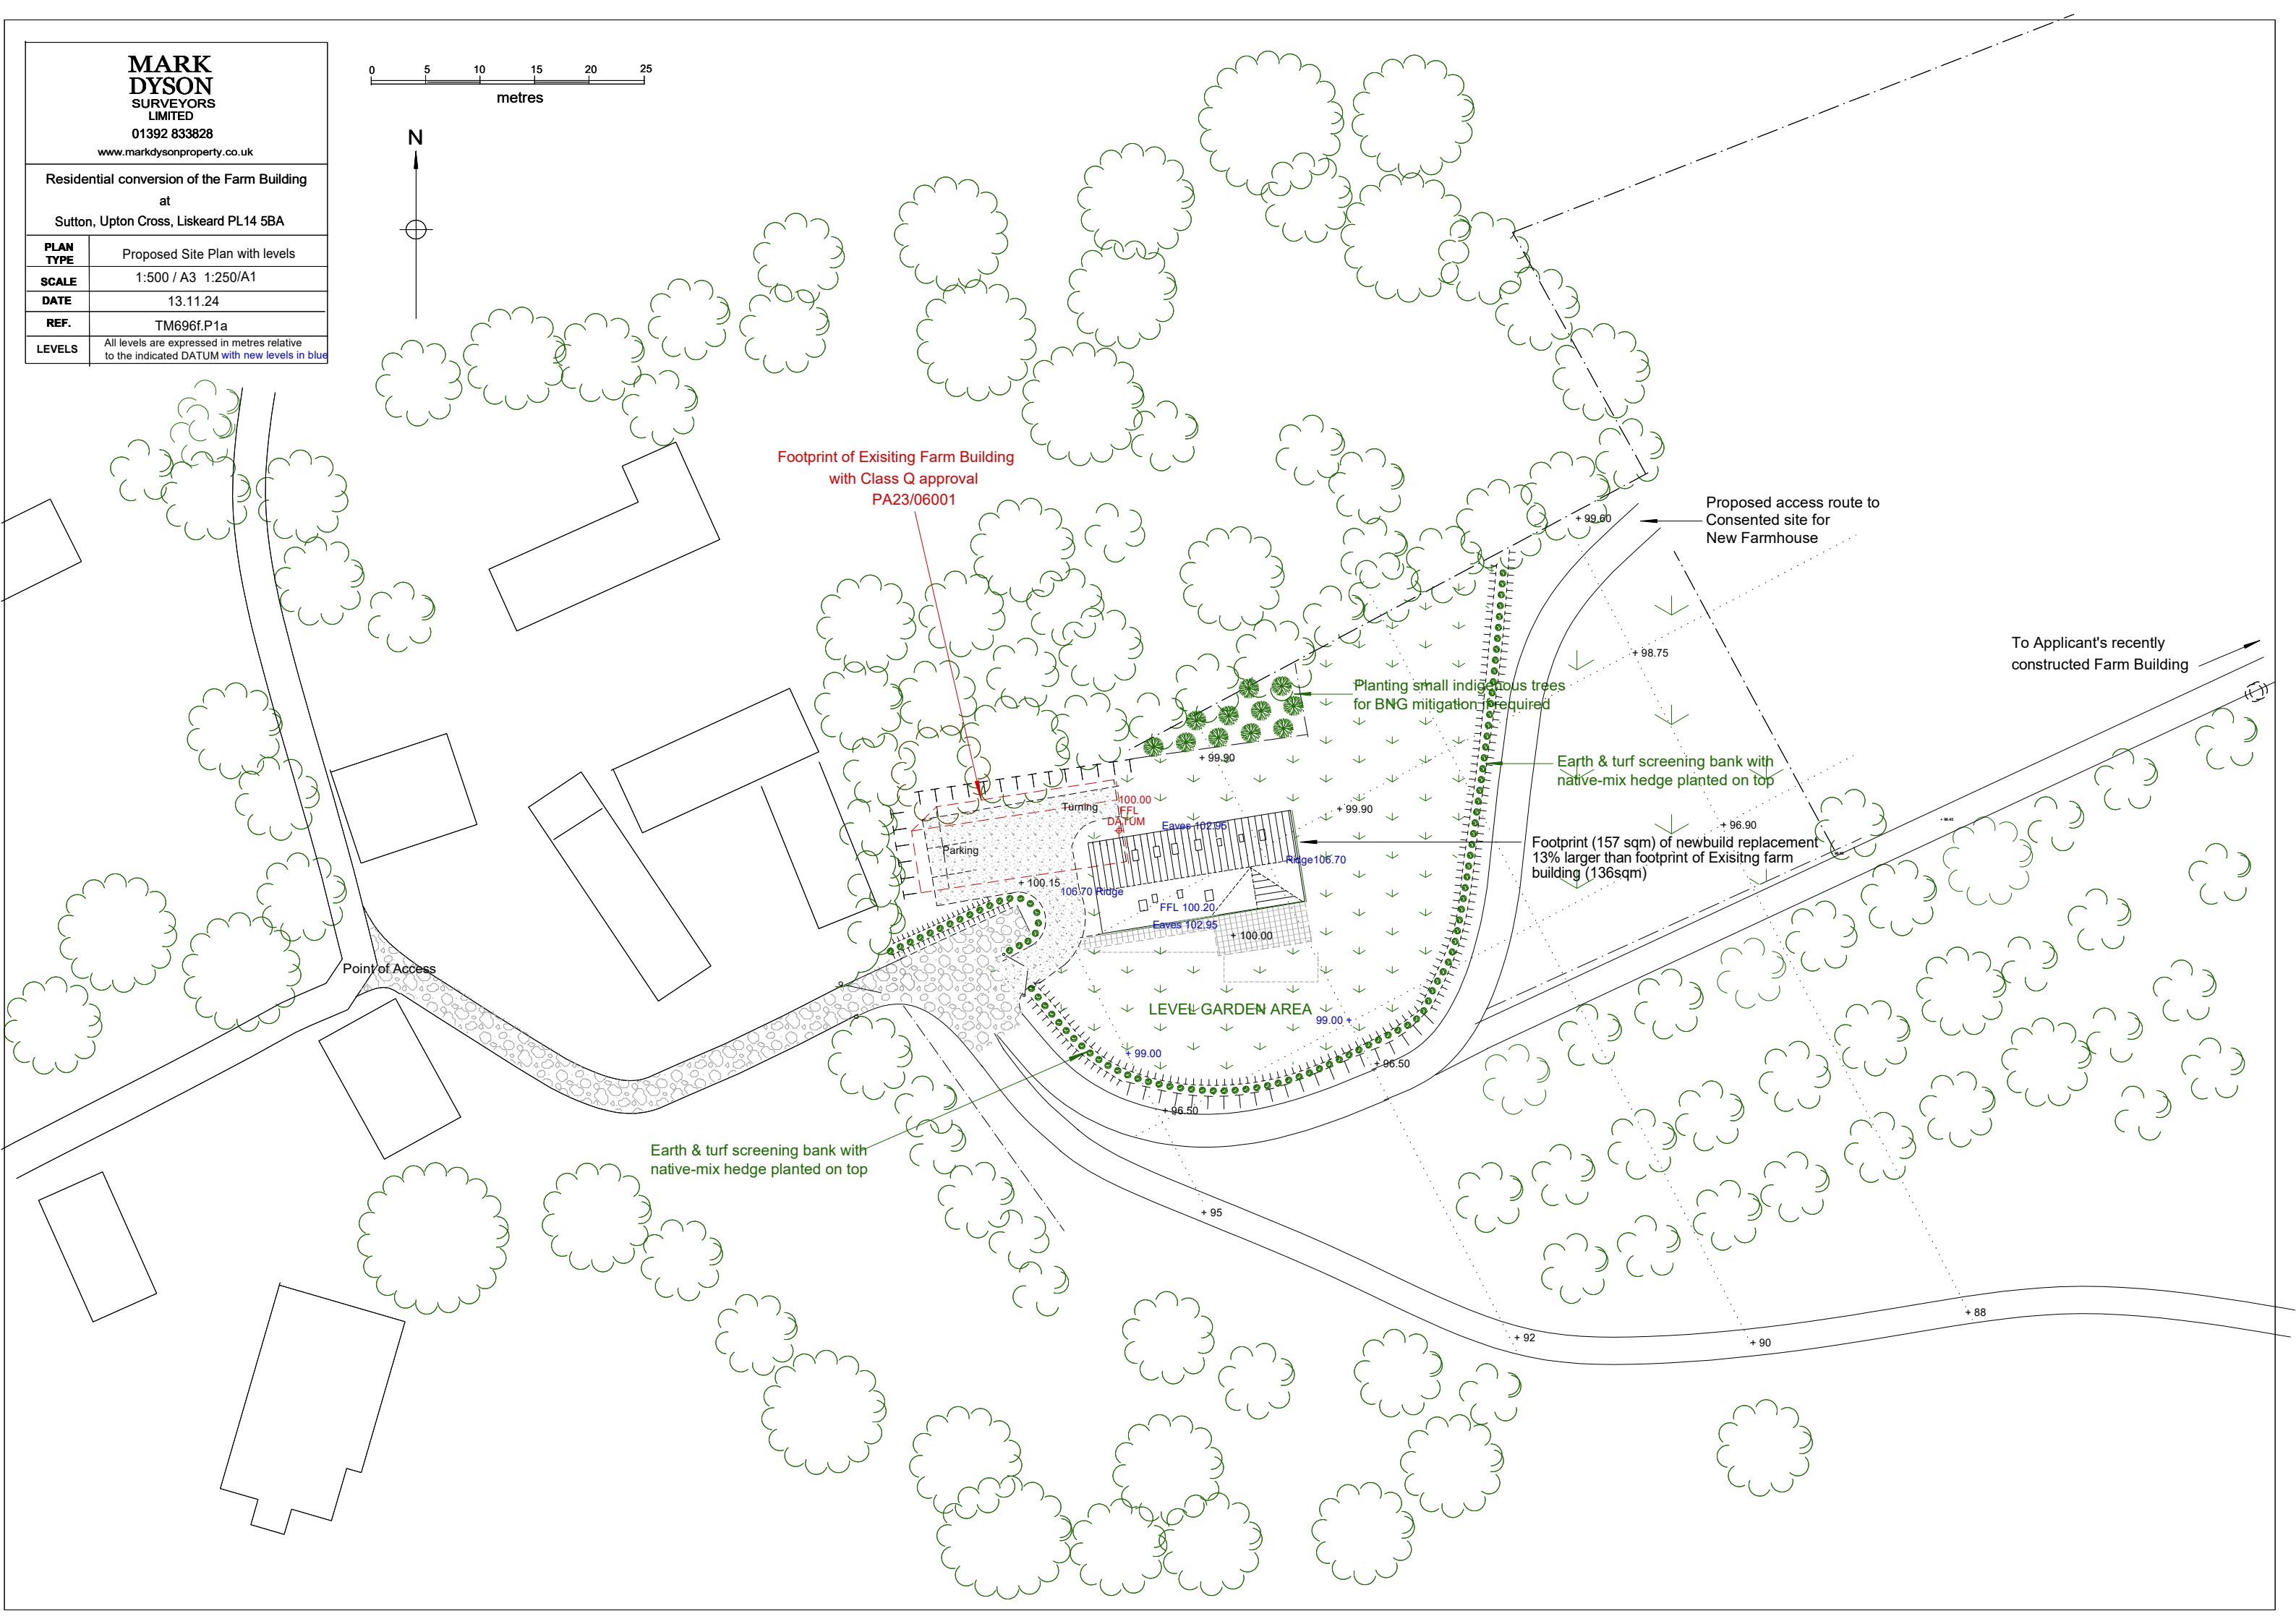 MARK
DYSON
SURVEYORS
LIMITED
01392 833828
www.markdysonproperty.co.uk
Residential conversion of the Farm Building
at
Sutton, Upton Cross, Liskeard PL14 5BA
PLAN TYPE
Proposed Site Plan with levels
SCALE
1:500 / A3 1:250/A1
DATE
13.11.24
REF.
TM696f.P1a
LEVELS
All levels are expressed in metres relative
to the indicated DATUM with new levels in blue
0 5 10 15 20 25
metres
N
Footprint of Exisiting Farm Building
with Class Q approval
PA23/06001
Proposed access route to
Consented site for
New Farmhouse
+ 99.60
+ 98.75
To Applicant's recently
constructed Farm Building
Planting small indigenous trees
for BNG mitigation if required
+ 99.90
Earth & turf screening bank with
native-mix hedge planted on top
Turning
100.00
FFL
DATUM
+ 99.90
Eaves 102.95
+ 96.90
Footprint (157 sqm) of newbuild replacement
13% larger than footprint of Exisitng farm
building (136sqm)
Parking
Ridge106.70
+ 100.15
106.70 Ridge
FFL 100.20
Eaves 102.95
+ 100.00
Point of Access
LEVEL GARDEN AREA
99.00 +
+ 99.00
+ 96.50
+ 96.50
Earth & turf screening bank with
native-mix hedge planted on top
+ 95
+ 92
+ 90
+ 88